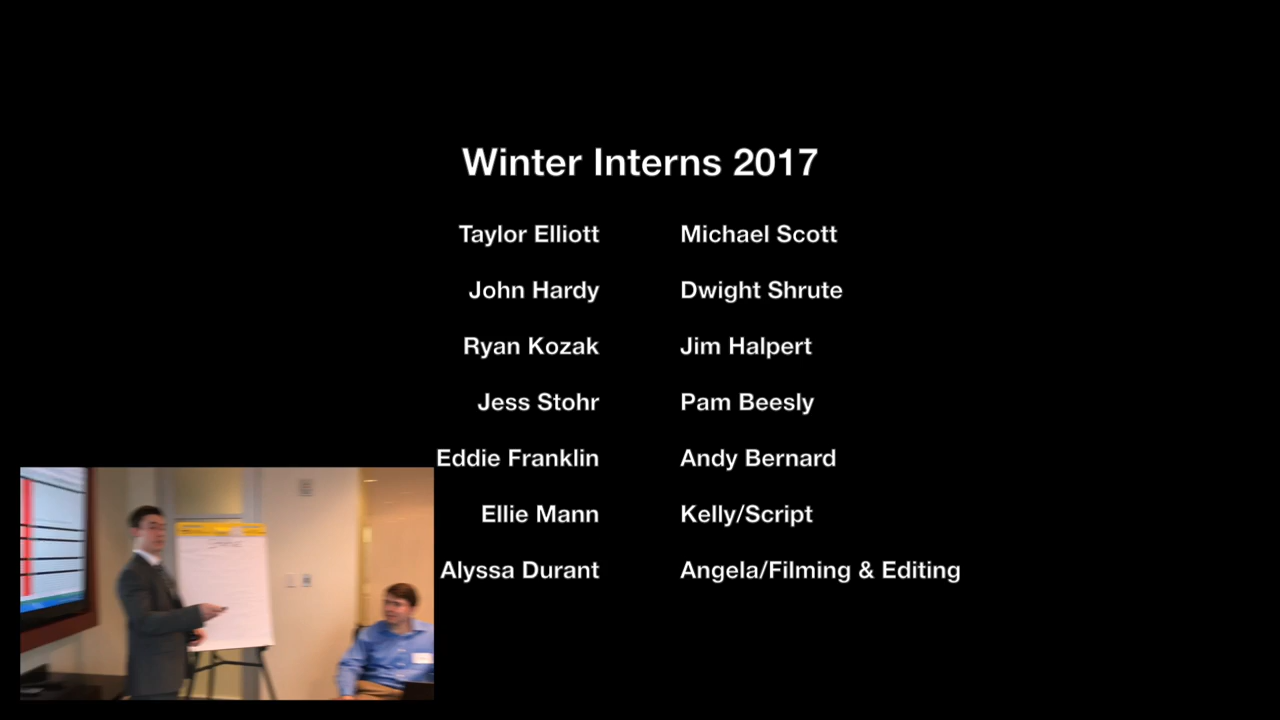 Winter Interns 2017
Taylor Elliott Michael Scott
John Hardy Dwight Shrute
Ryan Kozak Jim Halpert
Jess Stohr Pam Beesly
Eddie Franklin Andy Bernard
Ellie Mann Kelly/Script
Alyssa Durant Angela/Filming & Editing